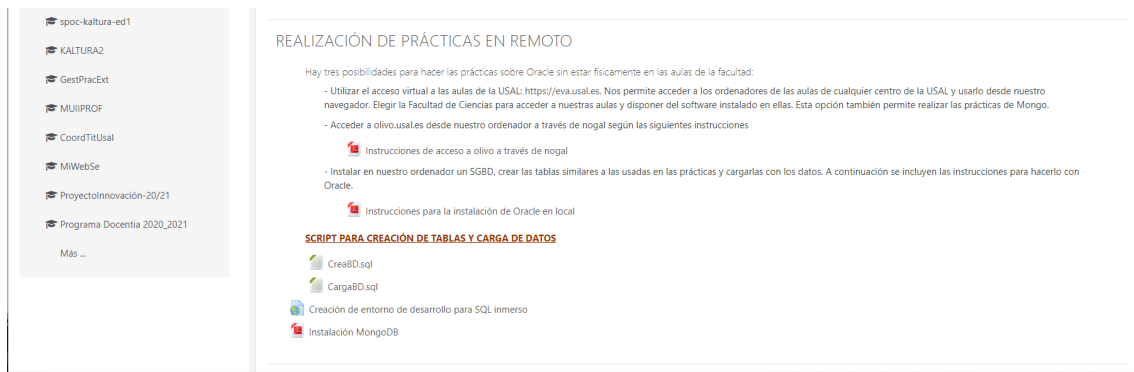 spoc-kaltura-ed1
KALTURA2
GestPracExt
MUIIPROF
CoordTitUsal
MiWebSe
ProyectoInnovación-20/21
Programa Docentia 2020_2021
Más ...
REALIZACIÓN DE PRÁCTICAS EN REMOTO
Hay tres posibilidades para hacer las prácticas sobre Oracle sin estar físicamente en las aulas de la facultad:
- Utilizar el acceso virtual a las aulas de la USAL: https://eva.usal.es. Nos permite acceder a los ordenadores de las aulas de cualquier centro de la USAL y usarlo desde nuestro
navegador. Elegir la Facultad de Ciencias para acceder a nuestras aulas y disponer del software instalado en ellas. Esta opción también permite realizar las prácticas de Mongo.
- Acceder a olivo.usal.es desde nuestro ordenador a través de nogal según las siguientes instrucciones
Instrucciones de acceso a olivo a través de nogal
- Instalar en nuestro ordenador un SGBD, crear las tablas similares a las usadas en las prácticas y cargarlas con los datos. A continuación se incluyen las instrucciones para hacerlo con
Oracle.
Instrucciones para la instalación de Oracle en local
SCRIPT PARA CREACIÓN DE TABLAS Y CARGA DE DATOS
CreaBD.sql
CargaBD.sql
Creación de entorno de desarrollo para SQL inmerso
Instalación MongoDB